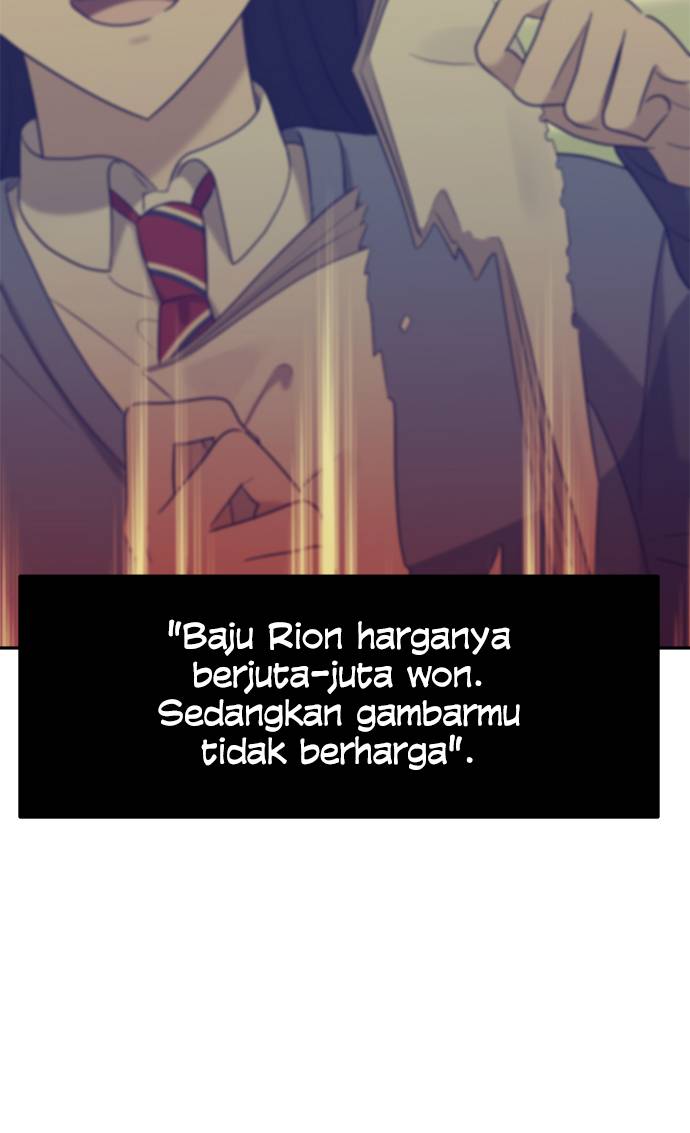 "Baju Rion harganya
berjuta-juta won.
Sedangkan gambarmu
tidak berharga".